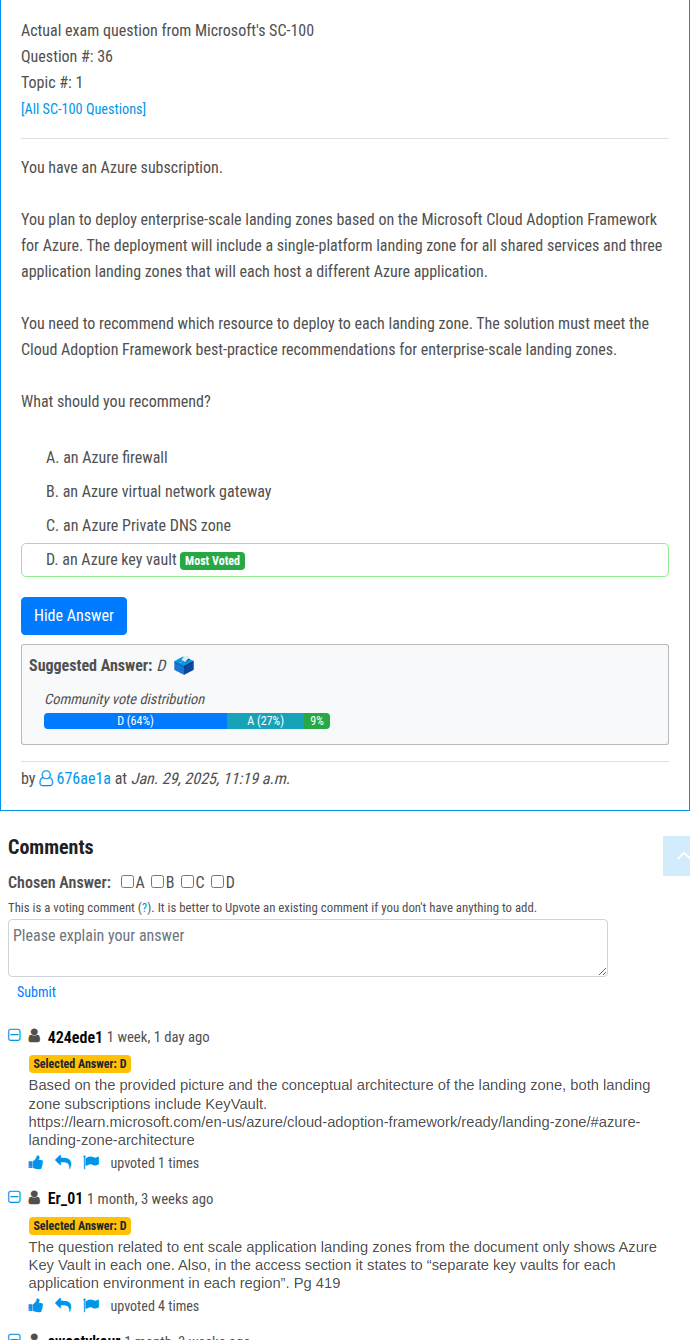 Actual exam question from Microsoft's SC-100
Question #: 36
Topic #: 1
[All SC-100 Questions]
You have an Azure subscription.
You plan to deploy enterprise-scale landing zones based on the Microsoft Cloud Adoption Framework
for Azure. The deployment will include a single-platform landing zone for all shared services and three
application landing zones that will each host a different Azure application.
You need to recommend which resource to deploy to each landing zone. The solution must meet the
Cloud Adoption Framework best-practice recommendations for enterprise-scale landing zones.
What should you recommend?
A. an Azure firewall
B. an Azure virtual network gateway
C. an Azure Private DNS zone
D. an Azure key vault Most Voted
Hide Answer
Suggested Answer: D
Community vote distribution
D (64%) A (27%) 9%
by 676ae1a at Jan. 29, 2025, 11:19 a.m.
Comments
Chosen Answer: A B C D
This is a voting comment (?). It is better to Upvote an existing comment if you don't have anything to add.
Please explain your answer
Submit
424ede1 1 week, 1 day ago
Selected Answer: D
Based on the provided picture and the conceptual architecture of the landing zone, both landing
zone subscriptions include KeyVault.
https://learn.microsoft.com/en-us/azure/cloud-adoption-framework/ready/landing-zone/#azure-
landing-zone-architecture
upvoted 1 times
Er_01 1 month, 3 weeks ago
Selected Answer: D
The question related to ent scale application landing zones from the document only shows Azure
Key Vault in each one. Also, in the access section it states to “separate key vaults for each
application environment in each region”. Pg 419
upvoted 4 times